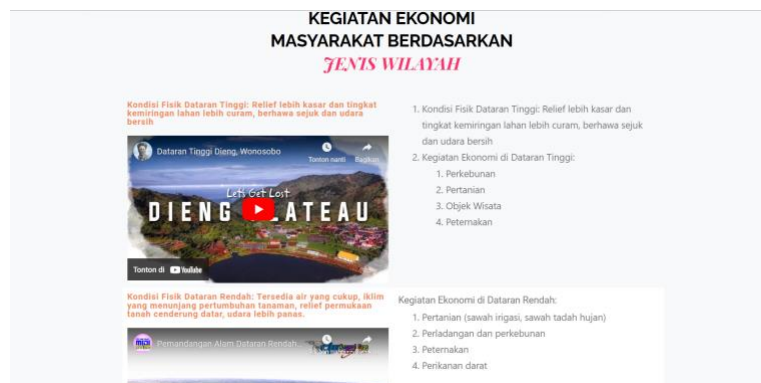 KEGIATAN EKONOMI
MASYARAKAT BERDASARKAN
JENIS WILAYAH
Kondisi Fisik Dataran Tinggi: Relief lebih kasar dan tingkat
kemiringan lahan lebih curam, berhawa sejuk dan udara
bersih
Dataran Tinggi Dieng, Wonosobo
Tonton nanti
Bagikan
Let's Get Lost
DIENG PLATEAU
Tonton di YouTube
1. Kondisi Fisik Dataran Tinggi: Relief lebih kasar dan
tingkat kemiringan lahan lebih curam, berhawa sejuk
dan udara bersih
2. Kegiatan Ekonomi di Dataran Tinggi:
1. Perkebunan
2. Pertanian
3. Objek Wisata
4. Peternakan
Kondisi Fisik Dataran Rendah: Tersedia air yang cukup, iklim
yang menunjang pertumbuhan tanaman, relief permukaan
tanah cenderung datar, udara lebih panas.
Pemandangan Alam Dataran Rendah...
Kegiatan Ekonomi di Dataran Rendah:
1. Pertanian (sawah irigasi, sawah tadah hujan)
2. Perladangan dan perkebunan
3. Peternakan
4. Perikanan darat